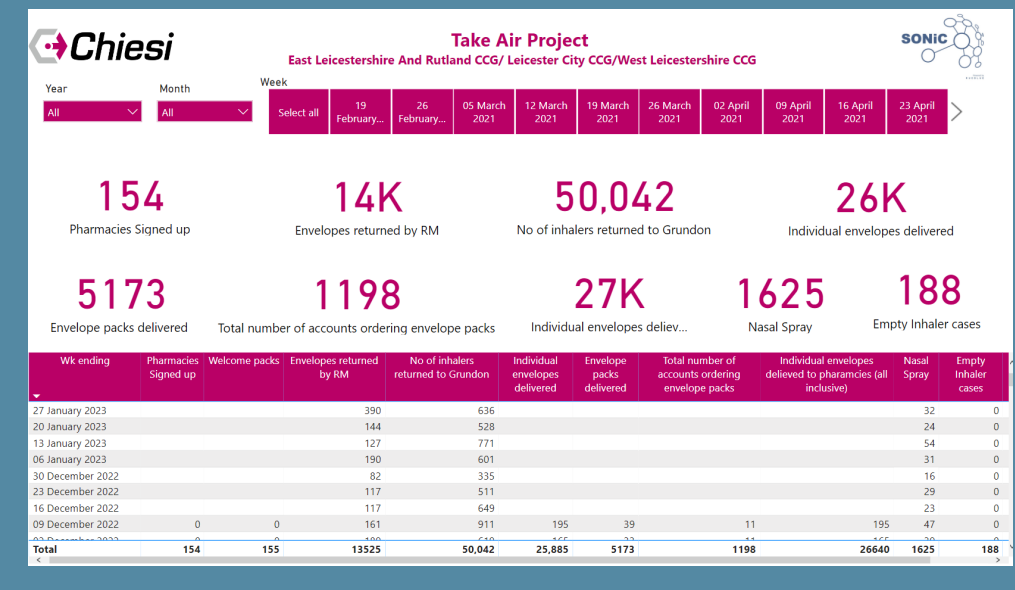 Chiesi
Take Air Project
East Leicestershire And Rutland CCG/ Leicester City CCG/West Leicestershire CCG
SONiC
Year
Month
Week
All
All
Select all
19 February...
26 February...
05 March 2021
12 March 2021
19 March 2021
26 March 2021
02 April 2021
09 April 2021
16 April 2021
23 April 2021
154
Pharmacies Signed up
14K
Envelopes returned by RM
50,042
No of inhalers returned to Grundon
26K
Individual envelopes delivered
5173
Envelope packs delivered
1198
Total number of accounts ordering envelope packs
27K
Individual envelopes deliev...
1625
Nasal Spray
188
Empty Inhaler cases
Wk ending Pharmacies Signed up Welcome packs Envelopes returned by RM No of inhalers returned to Grundon Individual envelopes delivered Envelope packs delivered Total number of accounts ordering envelope packs Individual envelopes delieved to pharamcies (all inclusive) Nasal Spray Empty Inhaler cases
27 January 2023 390 636 32 0
20 January 2023 144 528 24 0
13 January 2023 127 771 54 0
06 January 2023 190 601 31 0
30 December 2022 82 335 16 0
23 December 2022 117 511 29 0
16 December 2022 117 649 23 0
09 December 2022 0 0 161 911 195 39 11 195 47 0
Total 154 155 13525 50,042 25,885 5173 1198 26640 1625 188